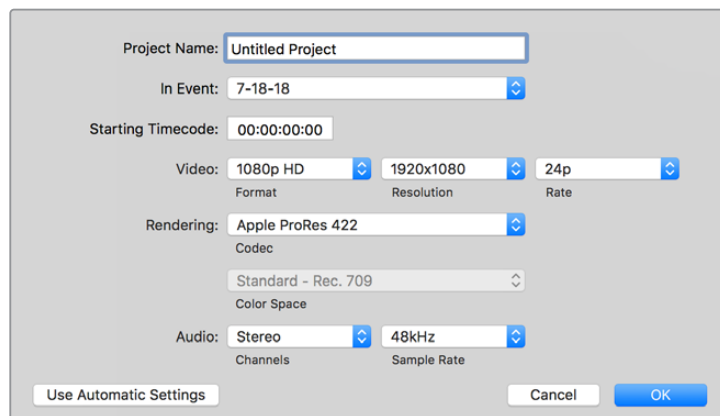 Project Name: Untitled Project
In Event: 7-18-18
Starting Timecode: 00:00:00:00
Video: 1080p HD 1920x1080 24p
Format Resolution Rate
Rendering: Apple ProRes 422
Codec
Standard - Rec. 709
Color Space
Audio: Stereo 48kHz
Channels Sample Rate
Use Automatic Settings Cancel OK